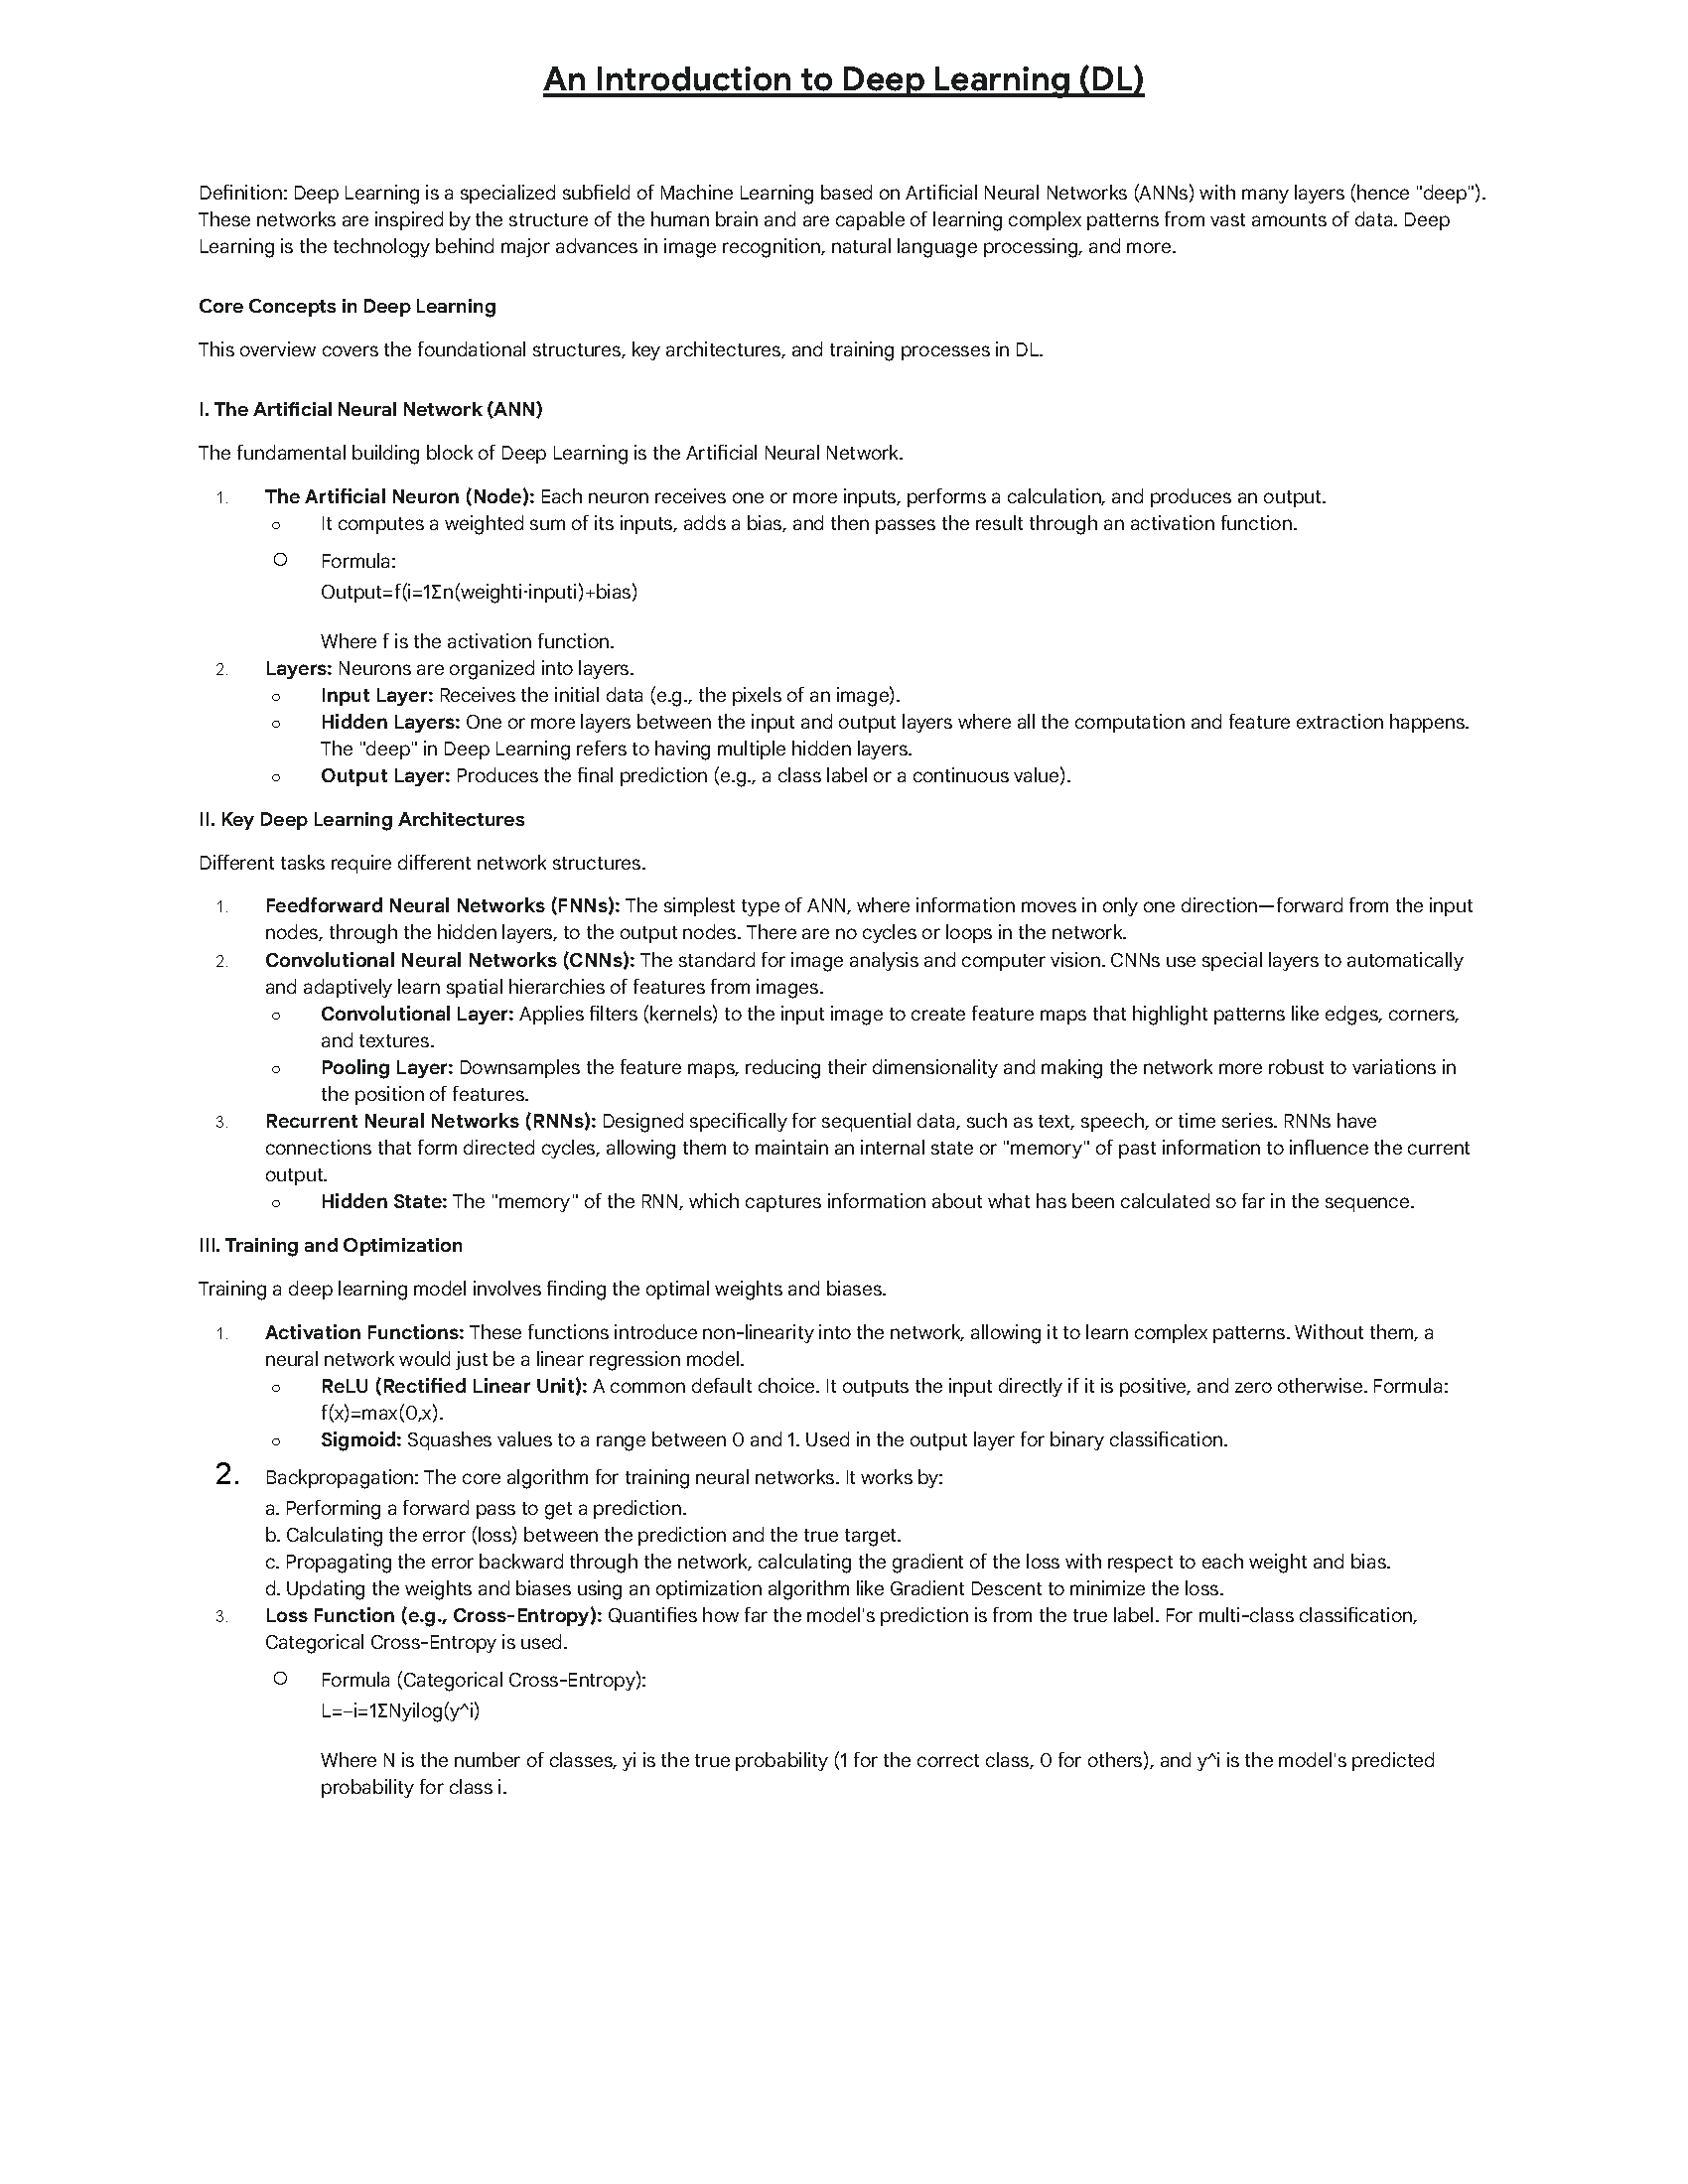 An Introduction to Deep Learning (DL)
Definition: Deep Learning is a specialized subfield of Machine Learning based on Artificial Neural Networks (ANNs) with many layers (hence "deep").
These networks are inspired by the structure of the human brain and are capable of learning complex patterns from vast amounts of data. Deep
Learning is the technology behind major advances in image recognition, natural language processing, and more.
Core Concepts in Deep Learning
This overview covers the foundational structures, key architectures, and training processes in DL.
I. The Artificial Neural Network (ANN)
The fundamental building block of Deep Learning is the Artificial Neural Network.
1. The Artificial Neuron (Node): Each neuron receives one or more inputs, performs a calculation, and produces an output.
○ It computes a weighted sum of its inputs, adds a bias, and then passes the result through an activation function.
○ Formula:
Output=f(i=1Σn(weighti⋅inputi)+bias)
Where f is the activation function.
2. Layers: Neurons are organized into layers.
○ Input Layer: Receives the initial data (e.g., the pixels of an image).
○ Hidden Layers: One or more layers between the input and output layers where all the computation and feature extraction happens.
The "deep" in Deep Learning refers to having multiple hidden layers.
○ Output Layer: Produces the final prediction (e.g., a class label or a continuous value).
II. Key Deep Learning Architectures
Different tasks require different network structures.
1. Feedforward Neural Networks (FNNs): The simplest type of ANN, where information moves in only one direction—forward from the input
nodes, through the hidden layers, to the output nodes. There are no cycles or loops in the network.
2. Convolutional Neural Networks (CNNs): The standard for image analysis and computer vision. CNNs use special layers to automatically
and adaptively learn spatial hierarchies of features from images.
○ Convolutional Layer: Applies filters (kernels) to the input image to create feature maps that highlight patterns like edges, corners,
and textures.
○ Pooling Layer: Downsamples the feature maps, reducing their dimensionality and making the network more robust to variations in
the position of features.
3. Recurrent Neural Networks (RNNs): Designed specifically for sequential data, such as text, speech, or time series. RNNs have
connections that form directed cycles, allowing them to maintain an internal state or "memory" of past information to influence the current
output.
○ Hidden State: The "memory" of the RNN, which captures information about what has been calculated so far in the sequence.
III. Training and Optimization
Training a deep learning model involves finding the optimal weights and biases.
1. Activation Functions: These functions introduce non-linearity into the network, allowing it to learn complex patterns. Without them, a
neural network would just be a linear regression model.
○ ReLU (Rectified Linear Unit): A common default choice. It outputs the input directly if it is positive, and zero otherwise. Formula:
f(x)=max(0,x).
○ Sigmoid: Squashes values to a range between 0 and 1. Used in the output layer for binary classification.
2. Backpropagation: The core algorithm for training neural networks. It works by:
a. Performing a forward pass to get a prediction.
b. Calculating the error (loss) between the prediction and the true target.
c. Propagating the error backward through the network, calculating the gradient of the loss with respect to each weight and bias.
d. Updating the weights and biases using an optimization algorithm like Gradient Descent to minimize the loss.
3. Loss Function (e.g., Cross-Entropy): Quantifies how far the model's prediction is from the true label. For multi-class classification,
Categorical Cross-Entropy is used.
○ Formula (Categorical Cross-Entropy):
L=−i=1ΣNyilog(y^i)
Where N is the number of classes, yi is the true probability (1 for the correct class, 0 for others), and y^i is the model's predicted
probability for class i.